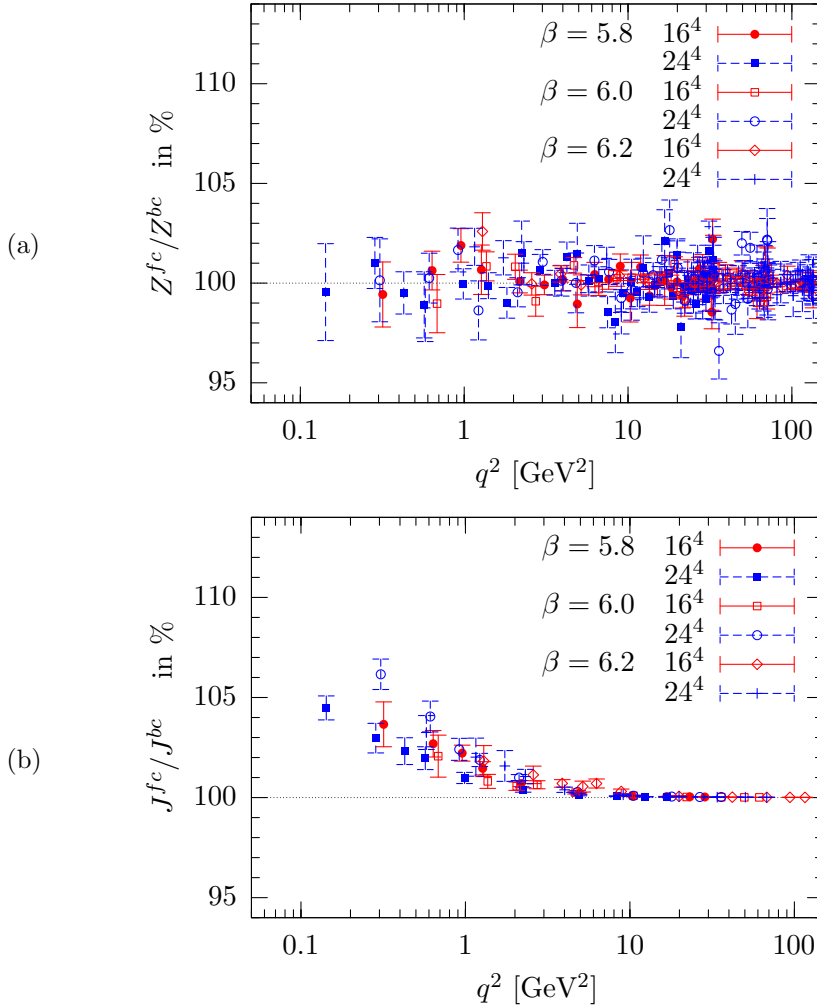 (a)
Z^{fc}/Z^{bc} in %
110
105
100
95
0.1 1 10 100
q^2 [GeV^2]
β = 5.8 16^4
24^4
β = 6.0 16^4
24^4
β = 6.2 16^4
24^4
(b)
J^{fc}/J^{bc} in %
110
105
100
95
0.1 1 10 100
q^2 [GeV^2]
β = 5.8 16^4
24^4
β = 6.0 16^4
24^4
β = 6.2 16^4
24^4